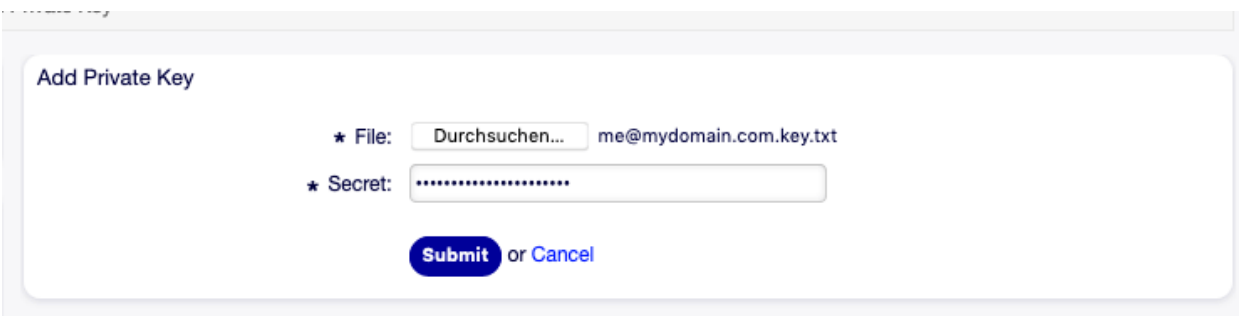 Add Private Key
★ File: Durchsuchen... me@mydomain.com.key.txt
★ Secret: ••••••••••••••••••••••
Submit or Cancel